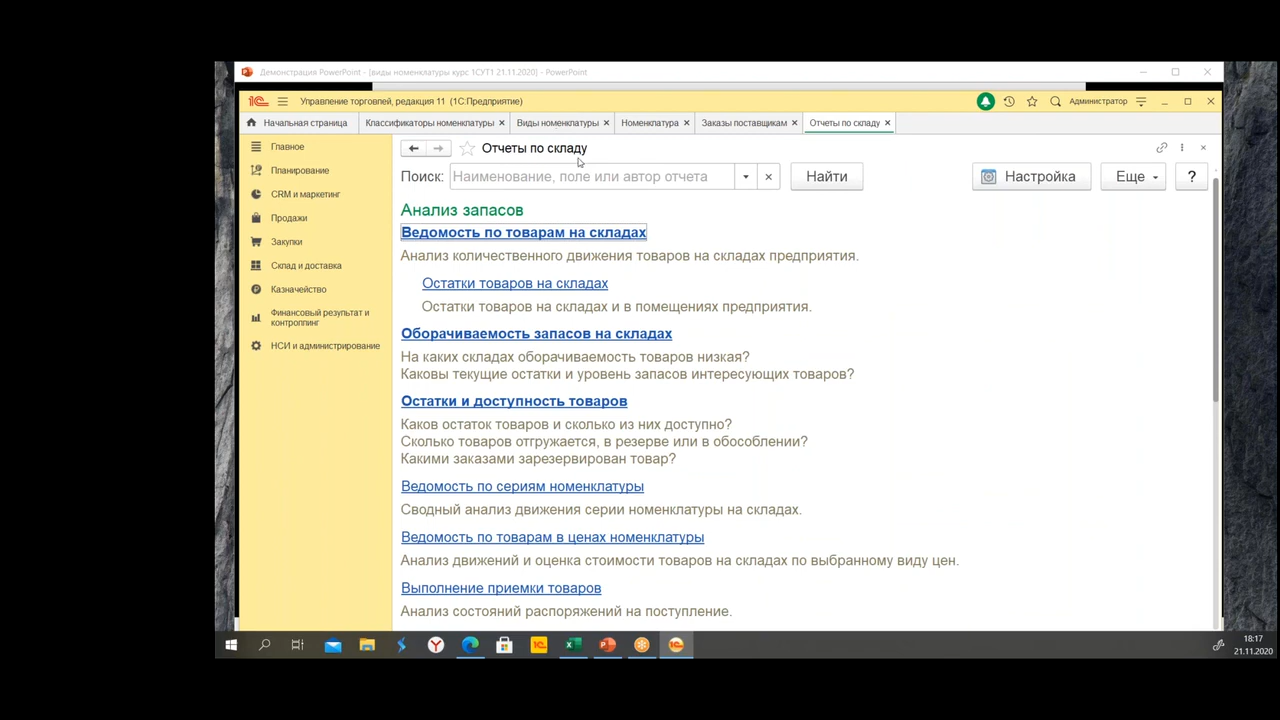 Демонстрация PowerPoint - [виды номенклатуры курс 1СУТ1 21.11.2020] - PowerPoint
1С Управление торговлей, редакция 11 (1С:Предприятие) Администратор
Начальная страница Классификаторы номенклатуры Виды номенклатуры Номенклатура Заказы поставщикам Отчеты по складу
Главное
Планирование
CRM и маркетинг
Продажи
Закупки
Склад и доставка
Казначейство
Финансовый результат и
контроллинг
НСИ и администрирование
Отчеты по складу
Поиск: Наименование, поле или автор отчета Найти Настройка Еще ?
Анализ запасов
Ведомость по товарам на складах
Анализ количественного движения товаров на складах предприятия.
Остатки товаров на складах
Остатки товаров на складах и в помещениях предприятия.
Оборачиваемость запасов на складах
На каких складах оборачиваемость товаров низкая?
Каковы текущие остатки и уровень запасов интересующих товаров?
Остатки и доступность товаров
Каков остаток товаров и сколько из них доступно?
Сколько товаров отгружается, в резерве или в обособлении?
Какими заказами зарезервирован товар?
Ведомость по сериям номенклатуры
Сводный анализ движения серии номенклатуры на складах.
Ведомость по товарам в ценах номенклатуры
Анализ движений и оценка стоимости товаров на складах по выбранному виду цен.
Выполнение приемки товаров
Анализ состояний распоряжений на поступление.
18:17
21.11.2020